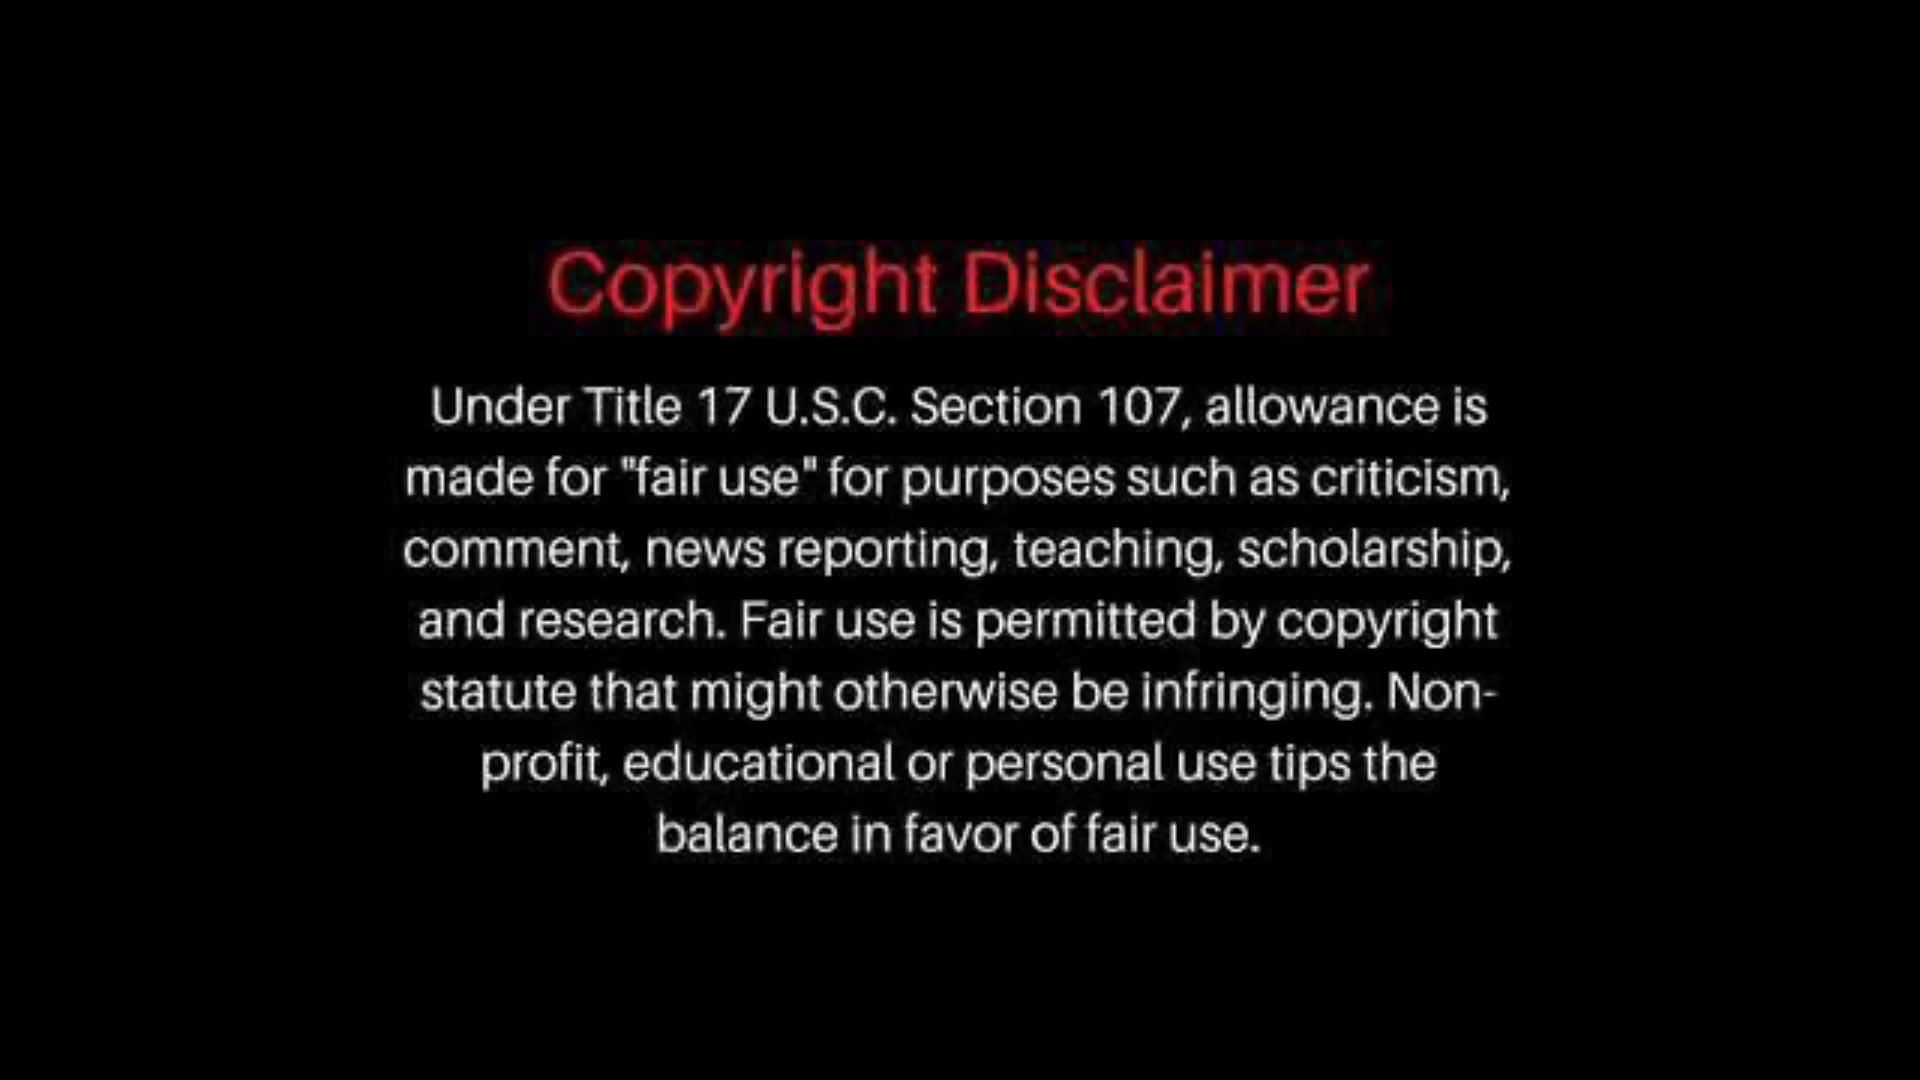 Copyright Disclaimer
Under Title 17 U.S.C. Section 107, allowance is
made for "fair use" for purposes such as criticism,
comment, news reporting, teaching, scholarship,
and research. Fair use is permitted by copyright
statute that might otherwise be infringing. Non-
profit, educational or personal use tips the
balance in favor of fair use.